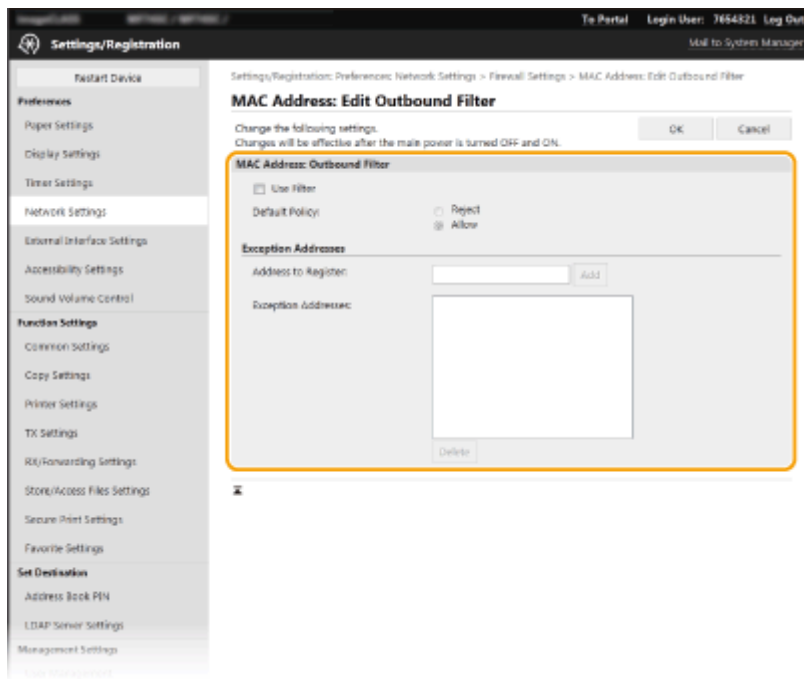 To Portal Login User: 7654321 Log Out
Settings/Registration
Mail to System Manager
Restart Device
Preferences
Paper Settings
Display Settings
Timer Settings
Network Settings
External Interface Settings
Accessibility Settings
Sound Volume Control
Function Settings
Common Settings
Copy Settings
Printer Settings
TX Settings
RX/Forwarding Settings
Store/Access Files Settings
Secure Print Settings
Favorite Settings
Set Destination
Address Book PIN
LDAP Server Settings
Management Settings
Settings/Registration: Preferences: Network Settings > Firewall Settings > MAC Address: Edit Outbound Filter
MAC Address: Edit Outbound Filter
Change the following settings.
Changes will be effective after the main power is turned OFF and ON.
OK Cancel
MAC Address: Outbound Filter
Use Filter
Default Policy: Reject
Allow
Exception Addresses
Address to Register: Add
Exception Addresses:
Delete